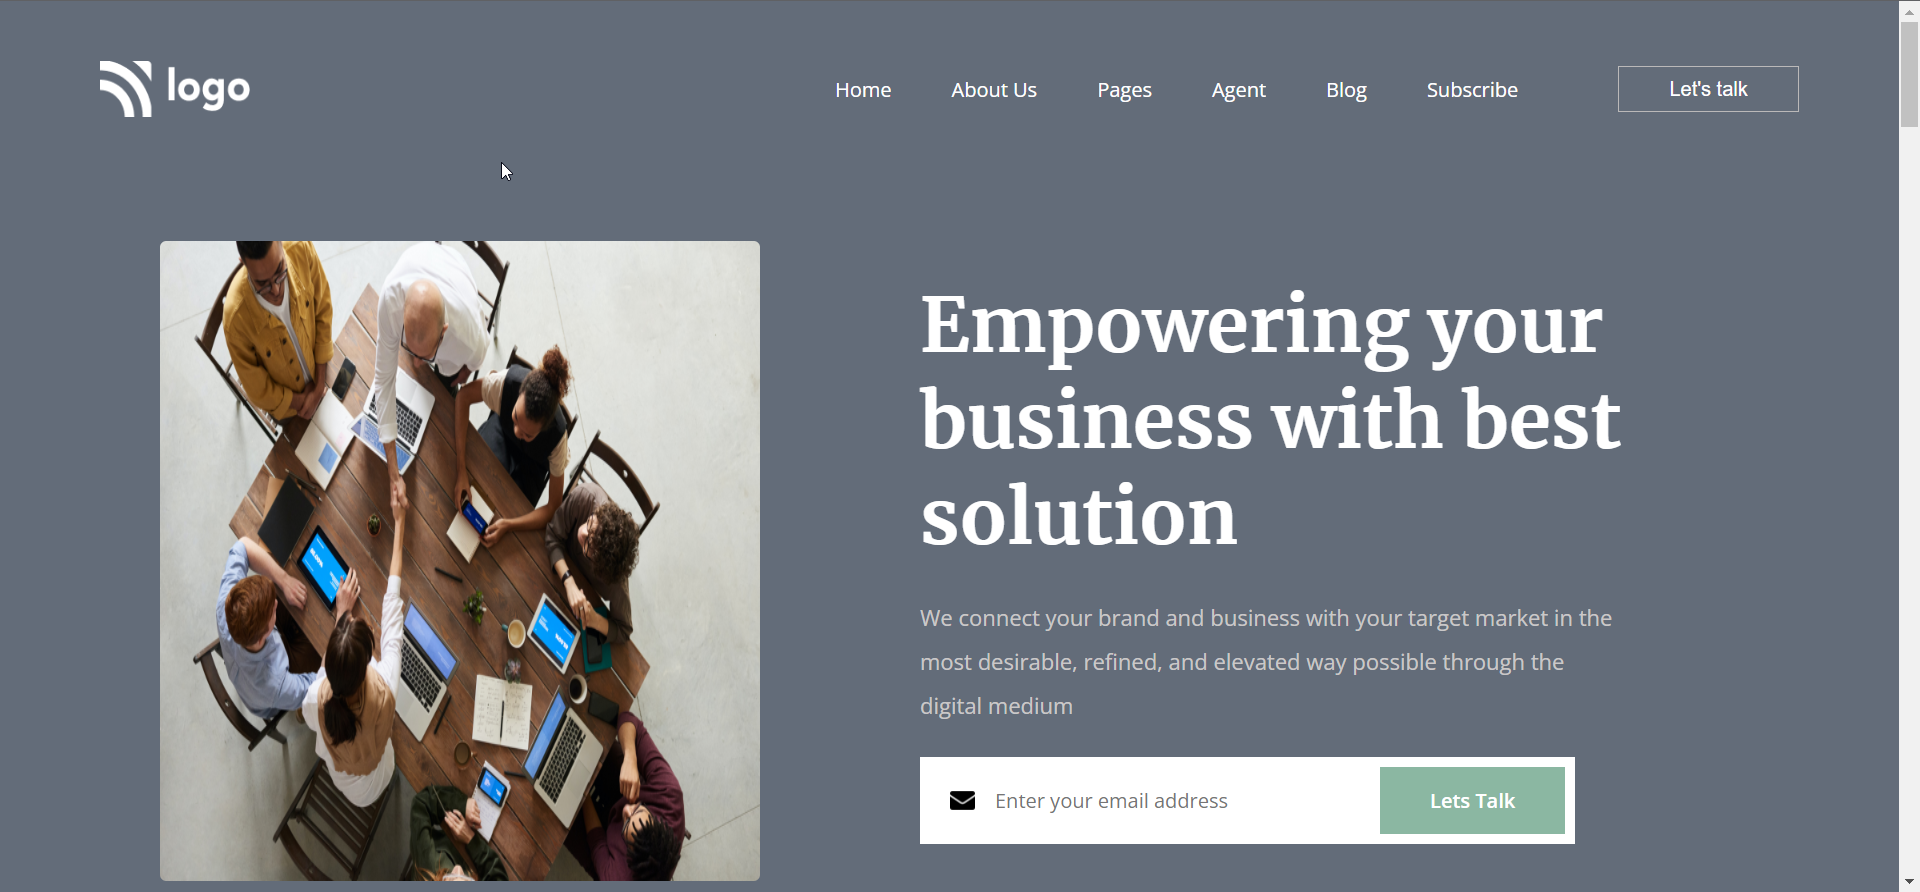 logo
Home About Us Pages Agent Blog Subscribe Let's talk
Empowering your
business with best
solution
We connect your brand and business with your target market in the
most desirable, refined, and elevated way possible through the
digital medium
Enter your email address Lets Talk